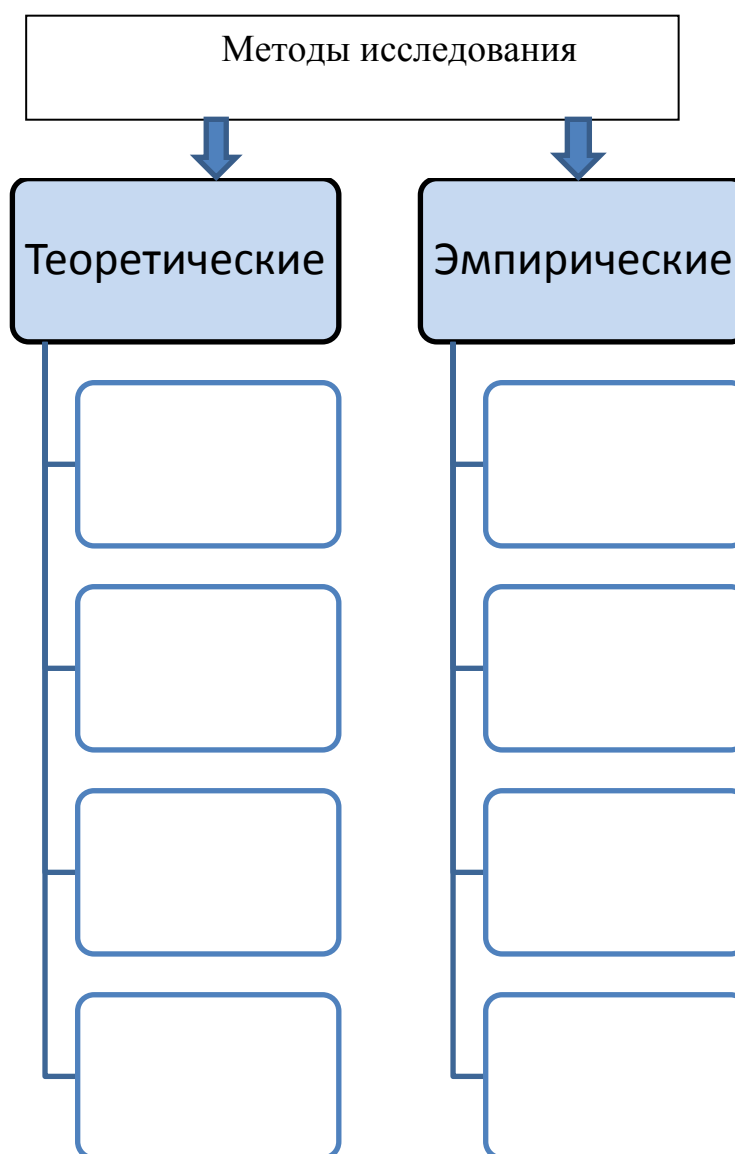 Методы исследования
Теоретические
Эмпирические